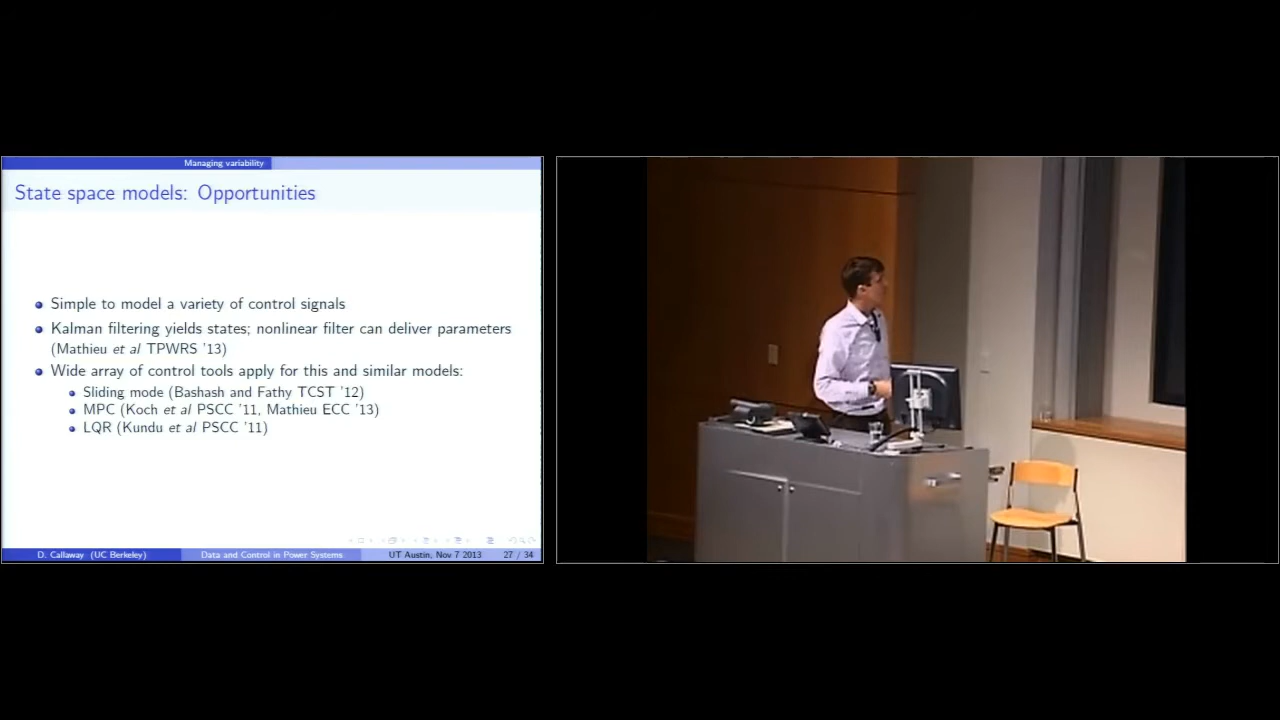 Managing variability
State space models: Opportunities
Simple to model a variety of control signals
Kalman filtering yields states; nonlinear filter can deliver parameters
(Mathieu et al TPWRS '13)
Wide array of control tools apply for this and similar models:
Sliding mode (Bashash and Fathy TCST '12)
MPC (Koch et al PSCC '11, Mathieu ECC '13)
LQR (Kundu et al PSCC '11)
D. Callaway (UC Berkeley) Data and Control in Power Systems UT Austin, Nov 7 2013 27 / 34